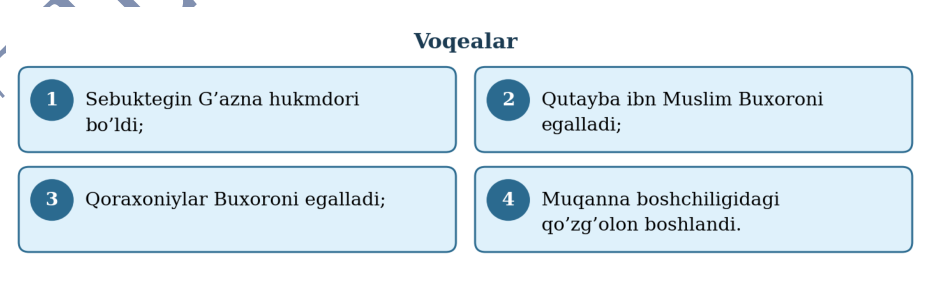 Voqealar
1 Sebuktegin G’azna hukmdori
bo’ldi;
2 Qutayba ibn Muslim Buxoroni
egalladi;
3 Qoraxoniylar Buxoroni egalladi;
4 Muqanna boshchiligidagi
qo’zg’olon boshlandi.